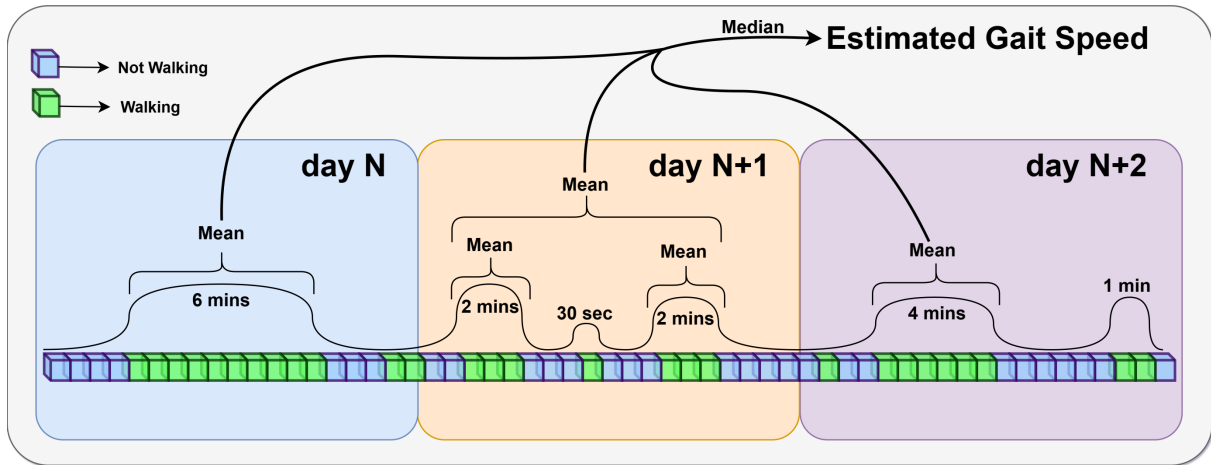 Median
Estimated Gait Speed
Not Walking
Walking
day N
day N+1
day N+2
Mean
Mean
Mean
Mean
Mean
6 mins
2 mins
30 sec
2 mins
4 mins
1 min